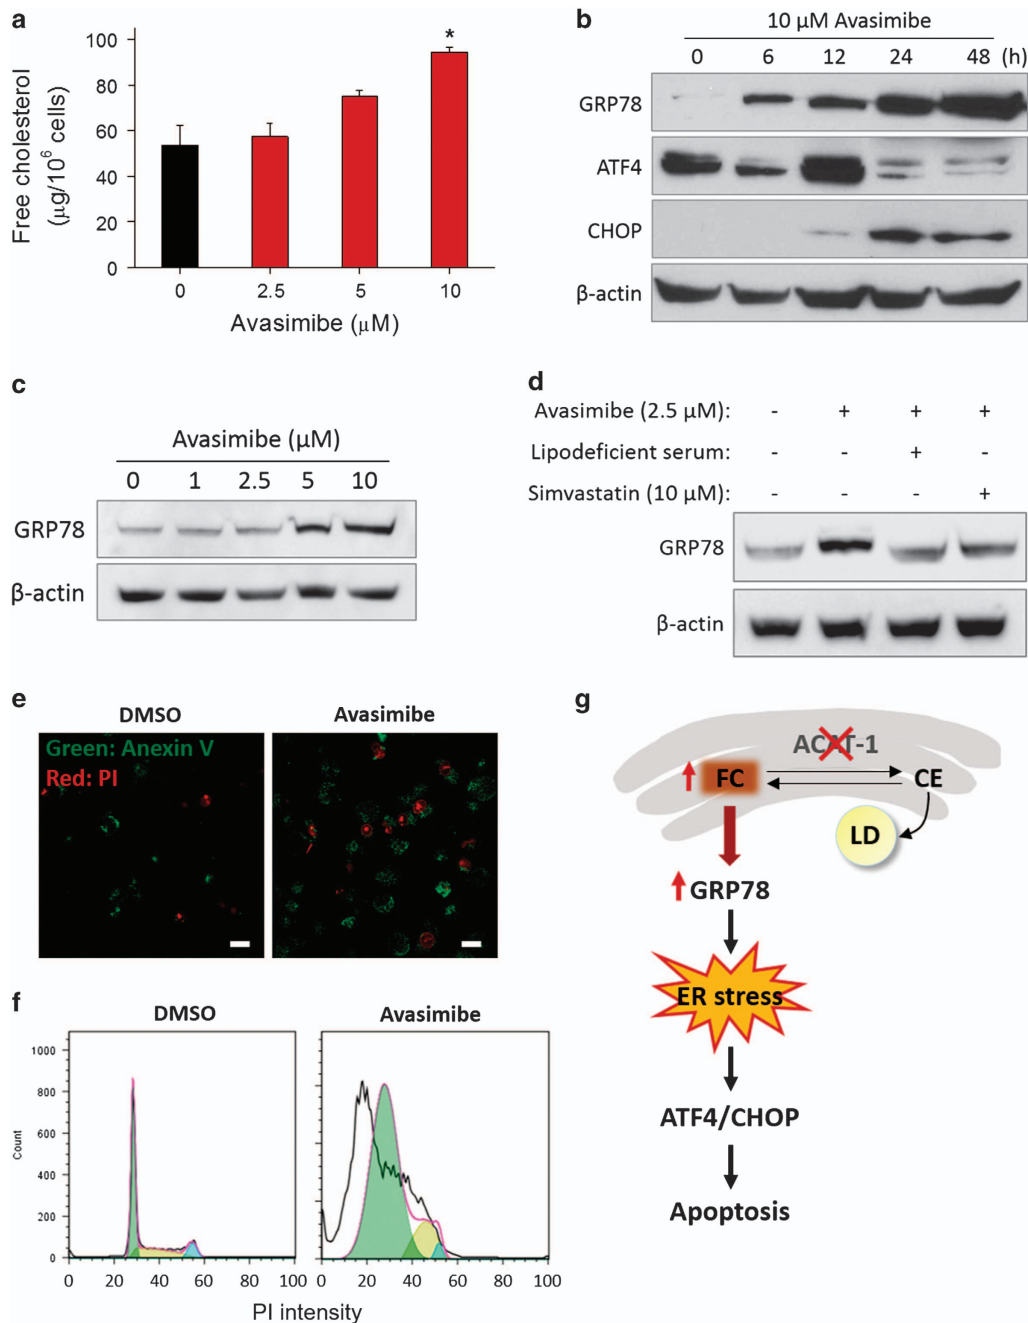 a
Free cholesterol
(μg/10⁶ cells)
100
80
60
40
20
0
*
0 2.5 5 10
Avasimibe (μM)
b
10 μM Avasimibe
0 6 12 24 48 (h)
GRP78
ATF4
CHOP
β-actin
c
Avasimibe (μM)
0 1 2.5 5 10
GRP78
β-actin
d
Avasimibe (2.5 μM): - + + +
Lipodeficient serum: - - + -
Simvastatin (10 μM): - - - +
GRP78
β-actin
e
DMSO
Avasimibe
Green: Anexin V
Red: PI
f
DMSO
Avasimibe
Count
1000
800
600
400
200
0
0 20 40 60 80 100
0 20 40 60 80 100
PI intensity
g
ACAT-1
FC
CE
LD
GRP78
ER stress
ATF4/CHOP
Apoptosis